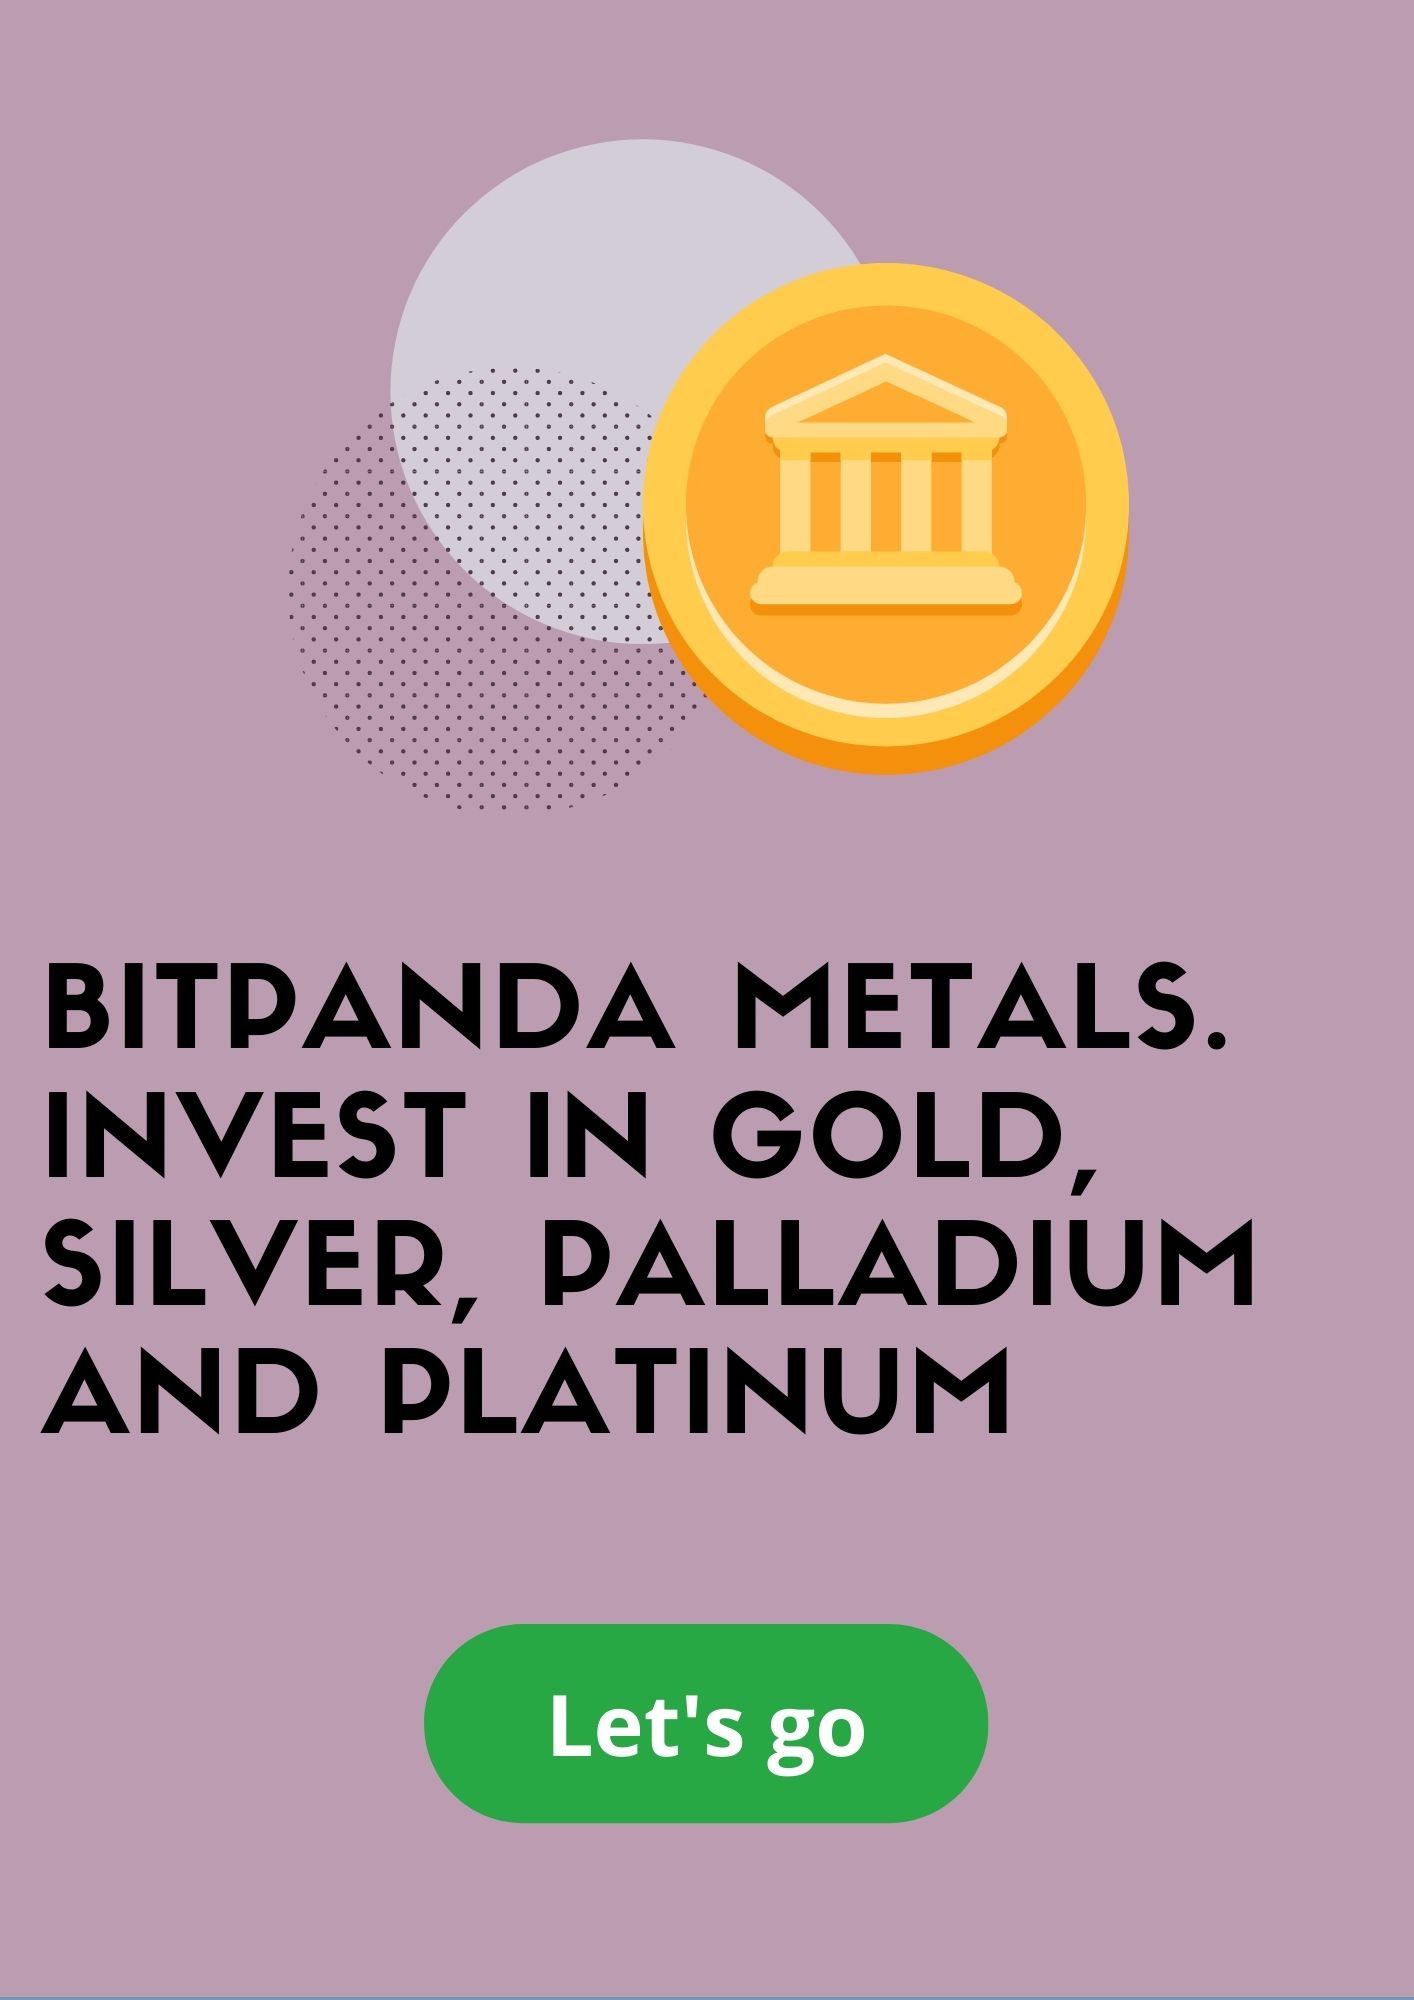 BITPANDA METALS.
INVEST IN GOLD,
SILVER, PALLADIUM
AND PLATINUM
Let's go